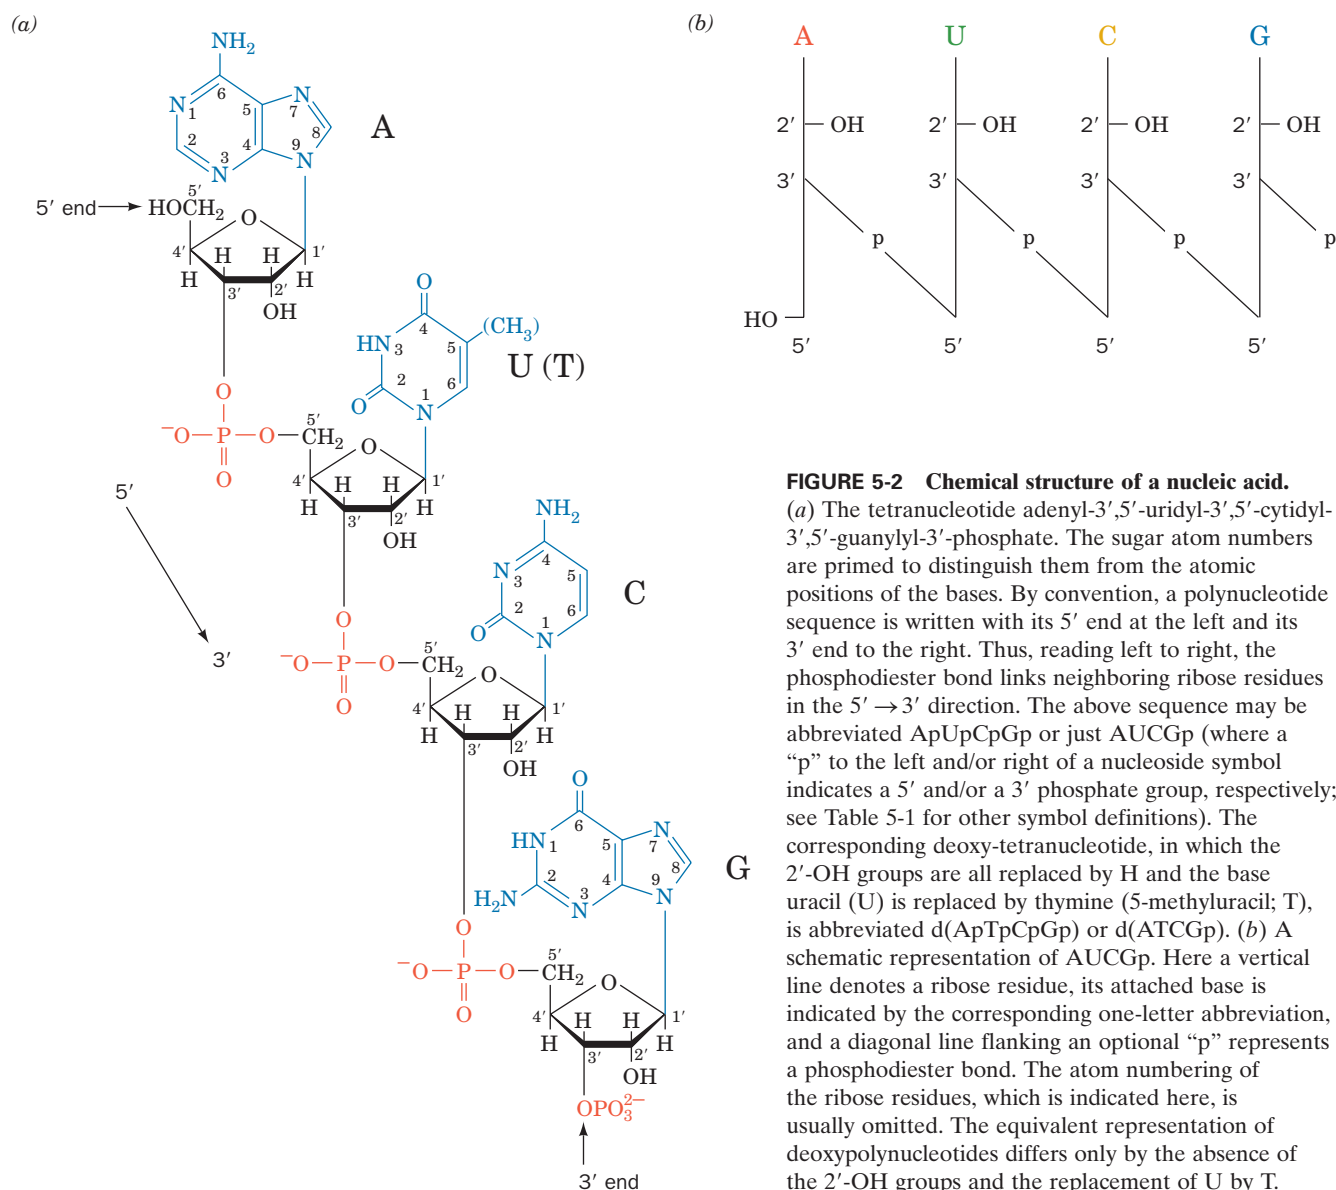 (a)
NH₂
6
N
1
5
N
7
A
2
8
4
9
3
N
N
5′
5′ end
HOCH₂
O
4′
H
H
1′
H
H
3′
2′
OH
O
4
(CH₃)
HN
3
5
U (T)
2
6
1
O
N
O
5′
⁻O—P—O—CH₂
O
O
4′
H
H
1′
H
H
3′
2′
OH
5′
3′
NH₂
4
N
3
5
C
2
6
1
O
N
O
5′
⁻O—P—O—CH₂
O
O
4′
H
H
1′
H
H
3′
2′
OH
O
6
N
HN
1
5
7
8
G
2
4
9
H₂N
3
N
N
O
5′
⁻O—P—O—CH₂
O
O
4′
H
H
1′
H
H
3′
2′
OH
OPO₃²⁻
3′ end
(b)
A U C G
2′ OH 2′ OH 2′ OH 2′ OH
3′ 3′ 3′ 3′
p p p p
HO
5′ 5′ 5′ 5′
FIGURE 5-2 Chemical structure of a nucleic acid.
(a) The tetranucleotide adenyl-3′,5′-uridyl-3′,5′-cytidyl-
3′,5′-guanylyl-3′-phosphate. The sugar atom numbers
are primed to distinguish them from the atomic
positions of the bases. By convention, a polynucleotide
sequence is written with its 5′ end at the left and its
3′ end to the right. Thus, reading left to right, the
phosphodiester bond links neighboring ribose residues
in the 5′ → 3′ direction. The above sequence may be
abbreviated ApUpCpGp or just AUCGp (where a
“p” to the left and/or right of a nucleoside symbol
indicates a 5′ and/or a 3′ phosphate group, respectively;
see Table 5-1 for other symbol definitions). The
corresponding deoxy-tetranucleotide, in which the
2′-OH groups are all replaced by H and the base
uracil (U) is replaced by thymine (5-methyluracil; T),
is abbreviated d(ApTpCpGp) or d(ATCGp). (b) A
schematic representation of AUCGp. Here a vertical
line denotes a ribose residue, its attached base is
indicated by the corresponding one-letter abbreviation,
and a diagonal line flanking an optional “p” represents
a phosphodiester bond. The atom numbering of
the ribose residues, which is indicated here, is
usually omitted. The equivalent representation of
deoxypolynucleotides differs only by the absence of
the 2′-OH groups and the replacement of U by T.